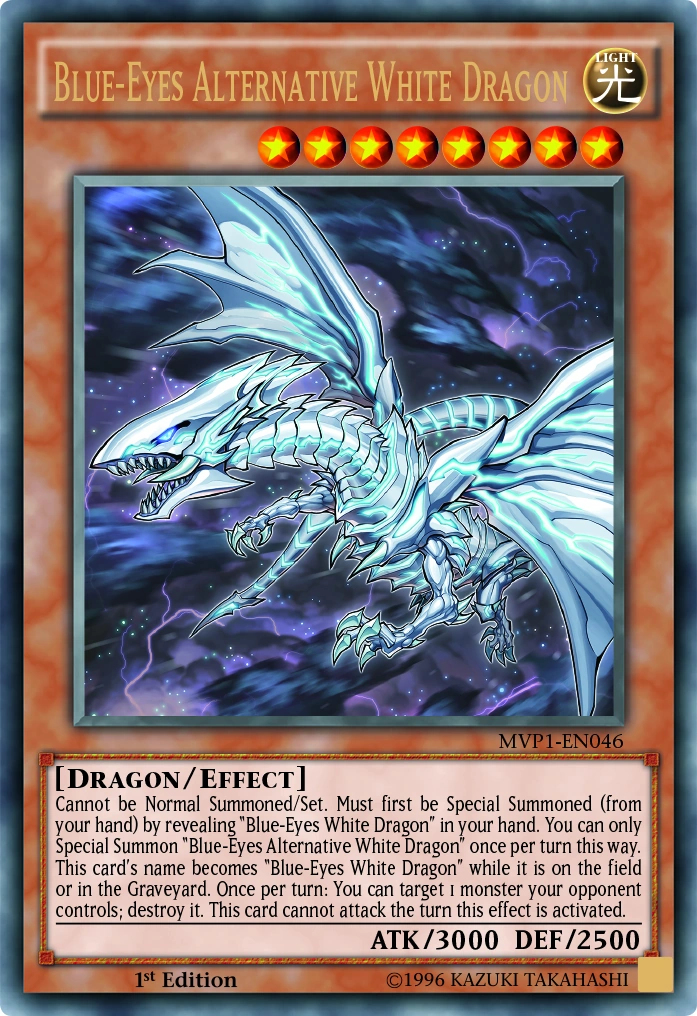 Blue-Eyes Alternative White Dragon
LIGHT
光
MVP1-EN046
[Dragon/Effect]
Cannot be Normal Summoned/Set. Must first be Special Summoned (from
your hand) by revealing "Blue-Eyes White Dragon" in your hand. You can only
Special Summon "Blue-Eyes Alternative White Dragon" once per turn this way.
This card's name becomes "Blue-Eyes White Dragon" while it is on the field
or in the Graveyard. Once per turn: You can target 1 monster your opponent
controls; destroy it. This card cannot attack the turn this effect is activated.
ATK/3000 DEF/2500
1st Edition
©1996 KAZUKI TAKAHASHI